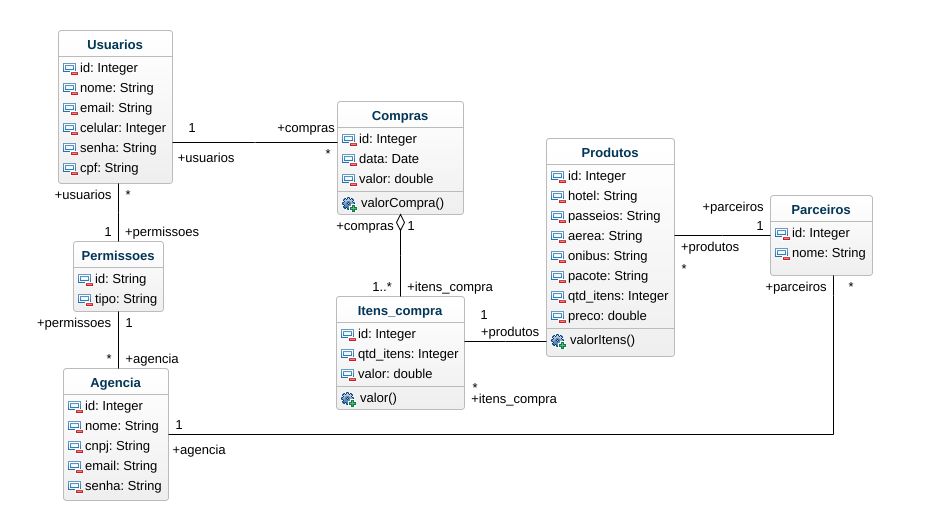 Usuarios
id: Integer
nome: String
email: String
celular: Integer
senha: String
cpf: String
1
+usuarios
+compras
*
Compras
id: Integer
data: Date
valor: double
valorCompra()
+usuarios
*
1
+permissoes
Permissoes
id: String
tipo: String
+permissoes
1
*
+agencia
Agencia
id: Integer
nome: String
cnpj: String
email: String
senha: String
1
+agencia
+compras
1
1..*
+itens_compra
Itens_compra
id: Integer
qtd_itens: Integer
valor: double
valor()
1
+produtos
*
+itens_compra
Produtos
id: Integer
hotel: String
passeios: String
aerea: String
onibus: String
pacote: String
qtd_itens: Integer
preco: double
valorItens()
+parceiros
1
+produtos
*
Parceiros
id: Integer
nome: String
+parceiros
*